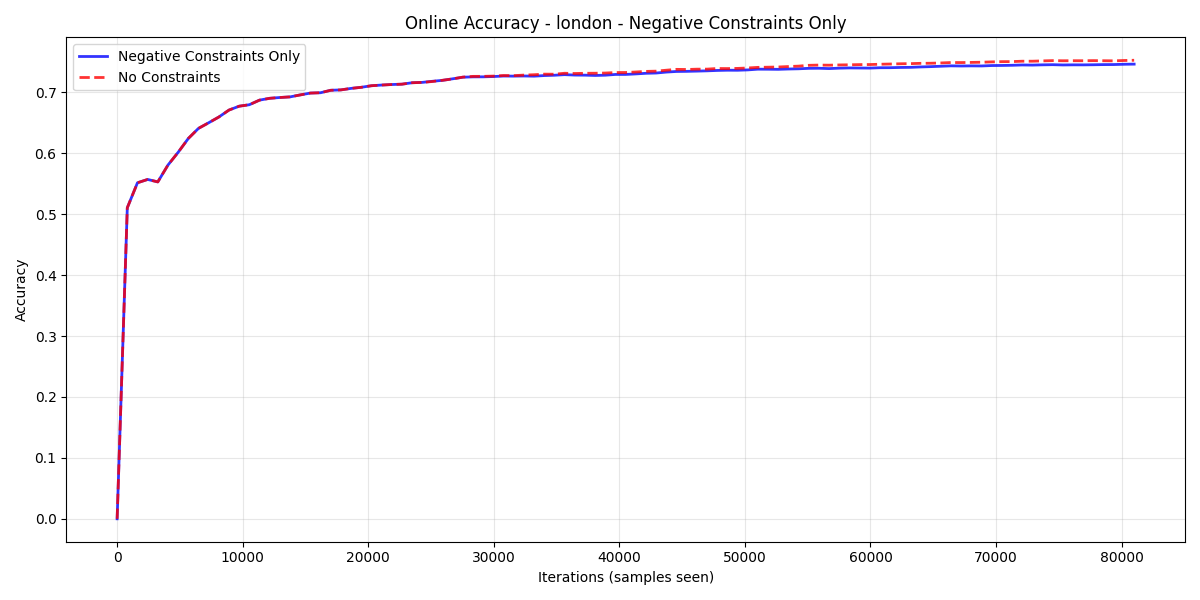 Online Accuracy - london - Negative Constraints Only
Negative Constraints Only
No Constraints
Accuracy
0.7
0.6
0.5
0.4
0.3
0.2
0.1
0.0
0 10000 20000 30000 40000 50000 60000 70000 80000
Iterations (samples seen)